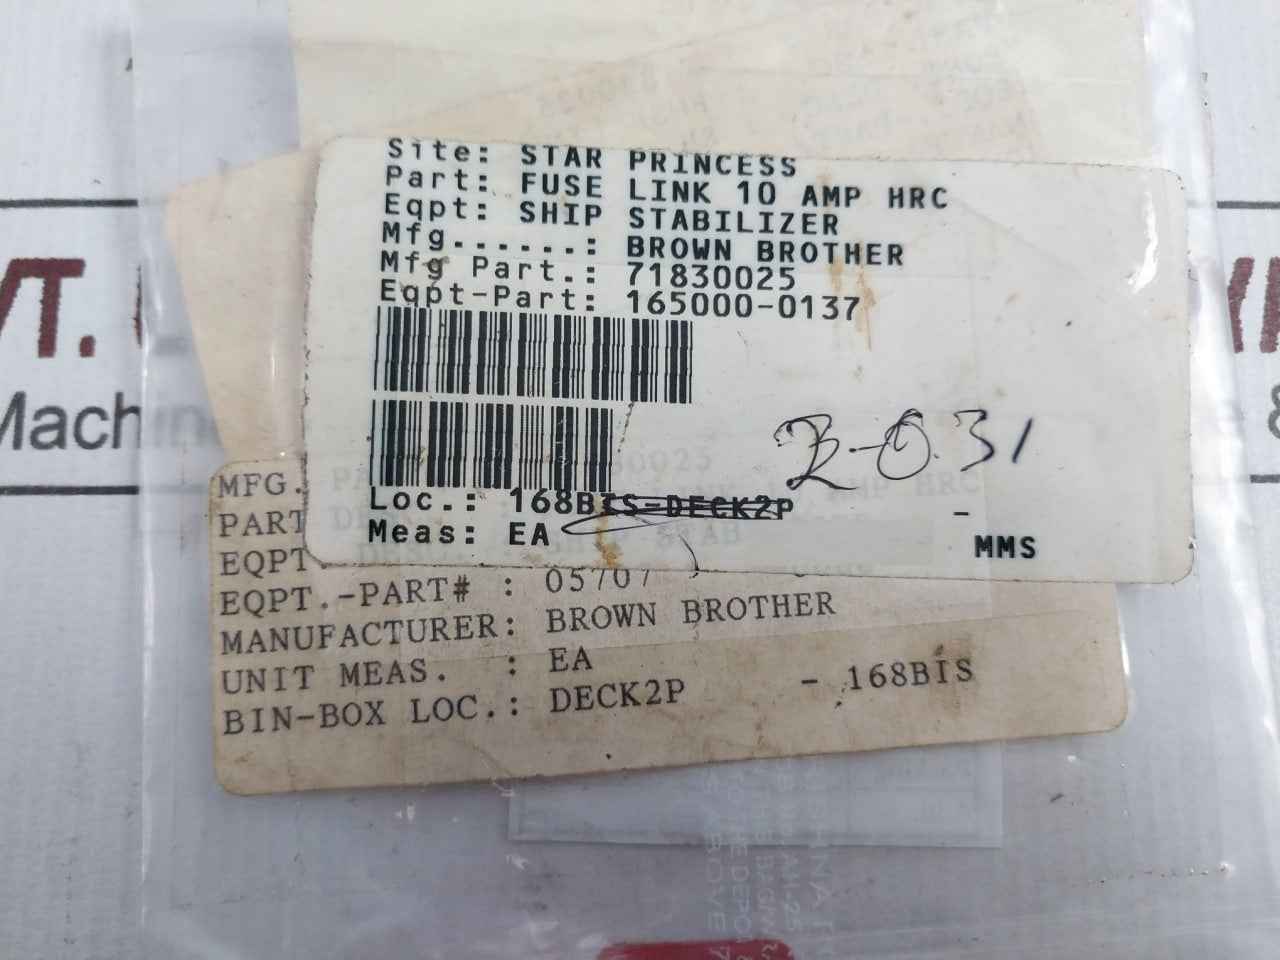 Site: STAR PRINCESS
Part: FUSE LINK 10 AMP HRC
Eqpt: SHIP STABILIZER
Mfg......: BROWN BROTHER
Mfg Part.: 71830025
Eqpt-Part: 165000-0137
2-031
Loc.: 168BIS-DECK2P -
Meas: EA
MMS
MFG.
PART
EQPT
EQPT.-PART# : 05707
MANUFACTURER: BROWN BROTHER
UNIT MEAS. : EA
BIN-BOX LOC.: DECK2P - 168BIS
VT.
Machin
&